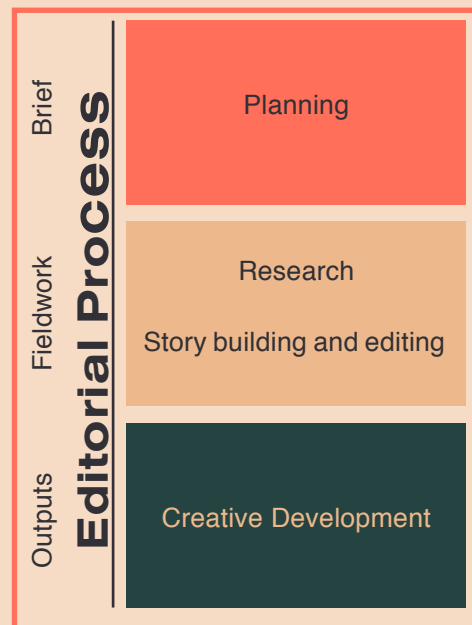 Editorial Process
Brief
Planning
Fieldwork
Research
Story building and editing
Outputs
Creative Development